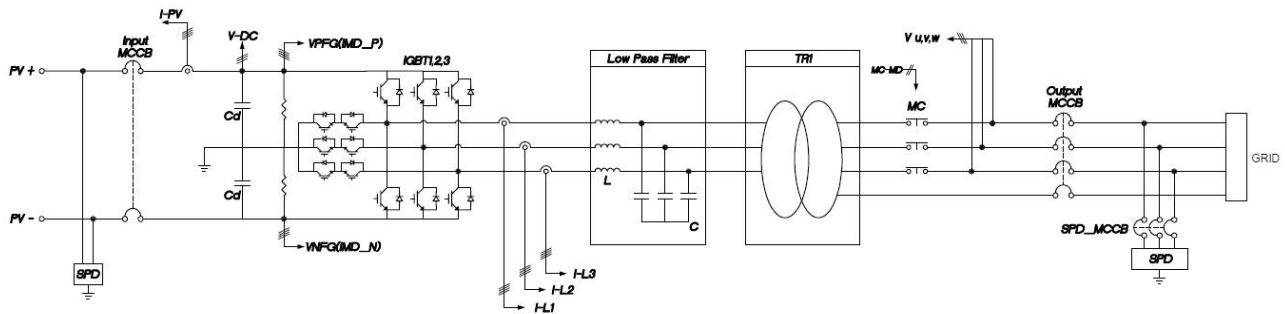 I-PV
Input
MCCB
V-DC
VPFG(IMD_P)
IGBT1,2,3
Low Pass Filter
TR1
V u,v,w
MC-MD
MC
Output
MCCB
PV +
Cd
Cd
L
C
GRID
PV -
VNFG(IMD_N)
SPD
I-L3
I-L2
I-L1
SPD_MCCB
SPD